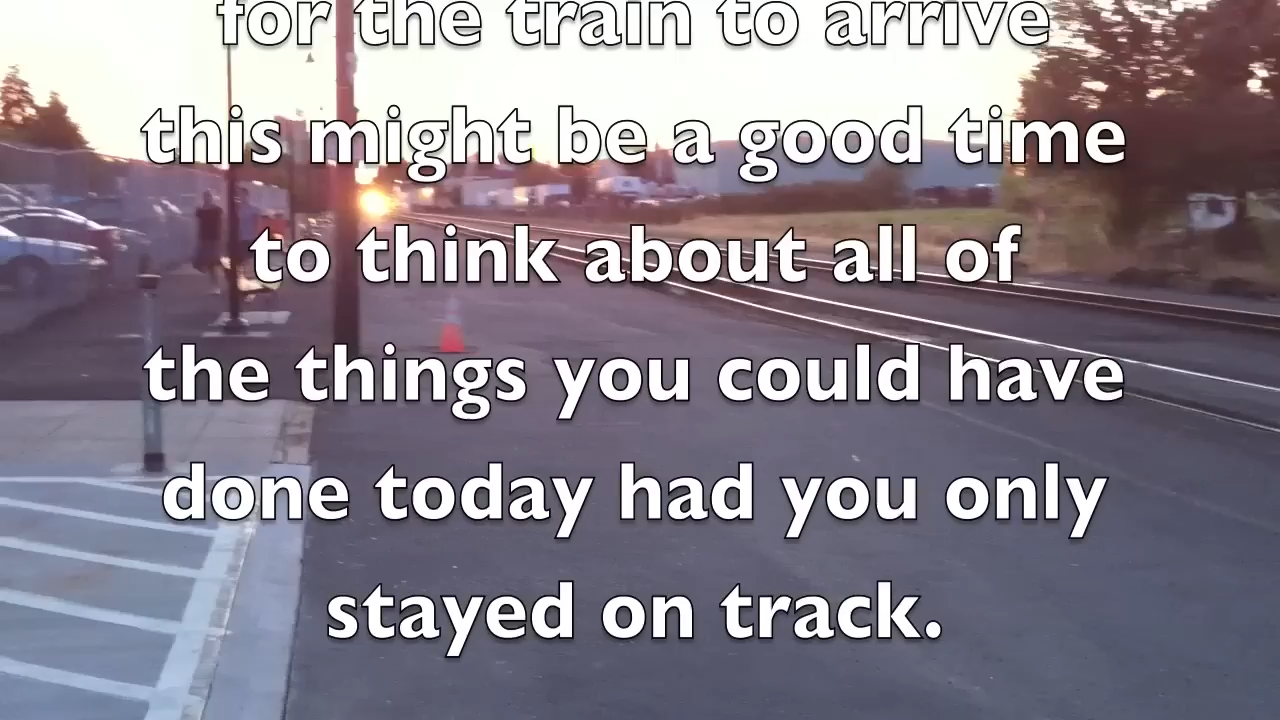 for the train to arrive
this might be a good time
to think about all of
the things you could have
done today had you only
stayed on track.